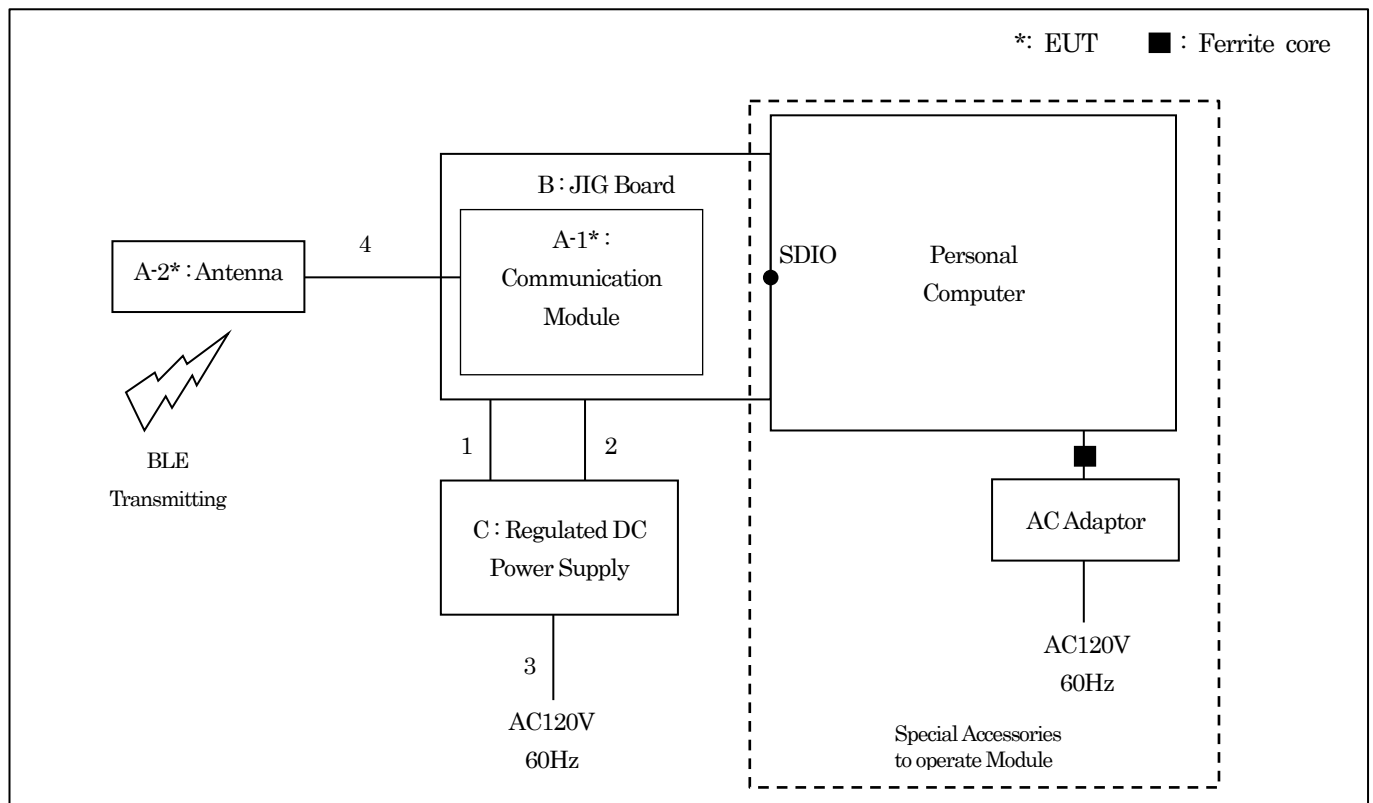 *: EUT ■ : Ferrite core
B : JIG Board
A-1* :
Communication
Module
4
A-2* : Antenna
SDIO
Personal
Computer
BLE
Transmitting
1
2
C : Regulated DC
Power Supply
3
AC120V
60Hz
AC Adaptor
AC120V
60Hz
Special Accessories
to operate Module